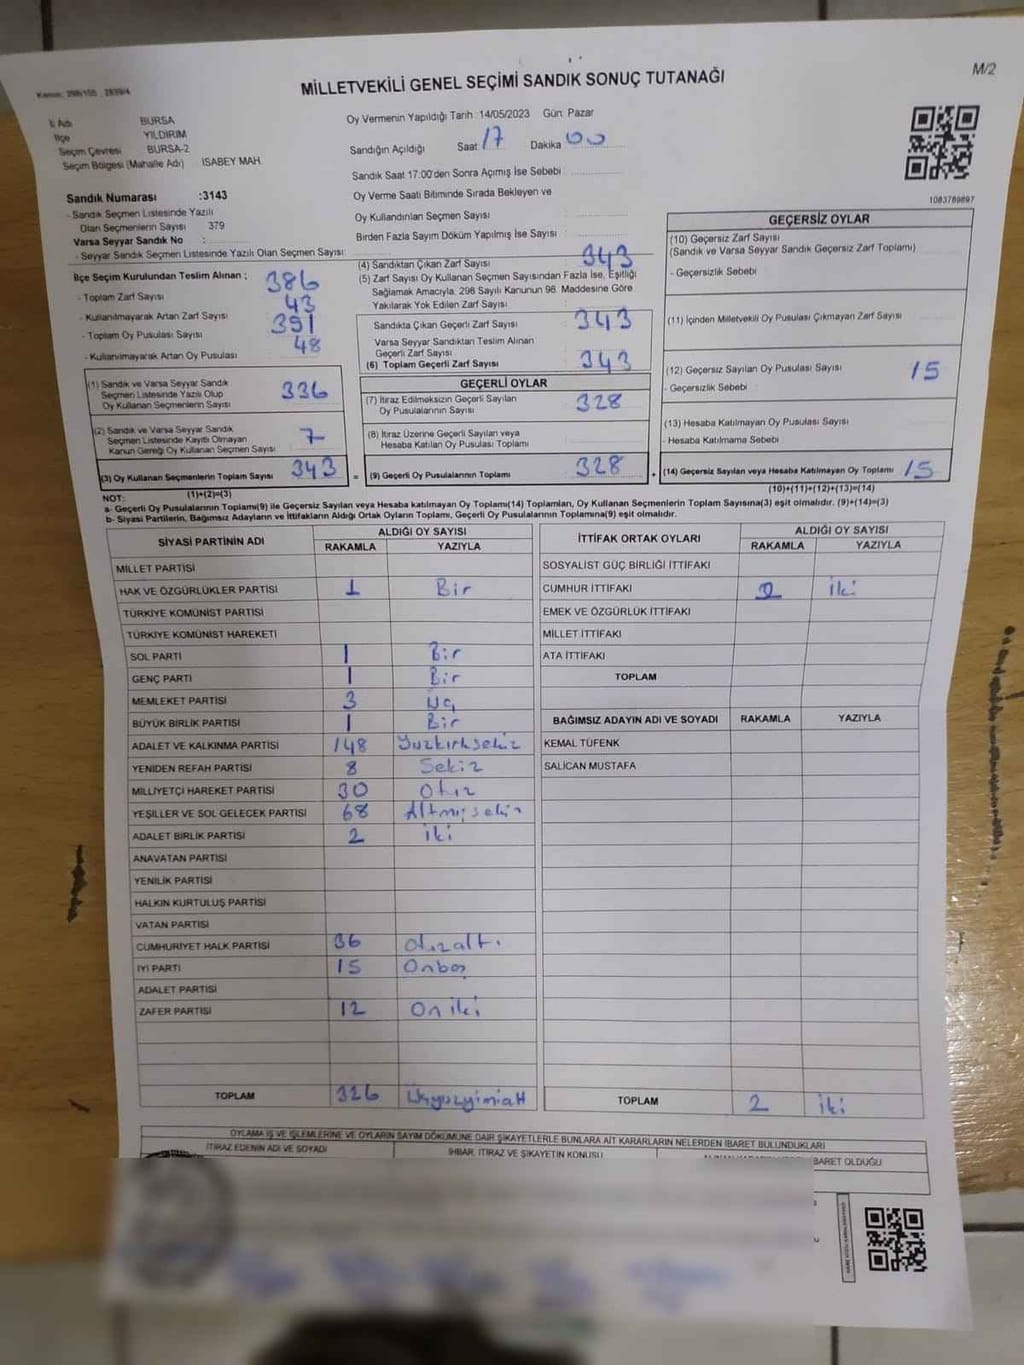 MİLLETVEKİLİ GENEL SEÇİMİ SANDIK SONUÇ TUTANAĞI
M/2
İl Adı BURSA
İlçe YILDIRIM
Seçim Çevresi BURSA-2
Seçim Bölgesi (Mahalle Adı) İSABEY MAH.
Oy Vermenin Yapıldığı Tarih : 14/05/2023 Gün: Pazar
Sandığın Açıldığı Saat 17 Dakika 00
Sandık Saat 17:00'den Sonra Açımış İse Sebebi :
Oy Verme Saati Bitiminde Sırada Bekleyen ve
Oy Kullandırılan Seçmen Sayısı :
Birden Fazla Sayım Döküm Yapılmış İse Sayısı :
1083789897
Sandık Numarası :3143
- Sandık Seçmen Listesinde Yazılı
Olan Seçmenlerin Sayısı 379
Varsa Seyyar Sandık No :
- Seyyar Sandık Seçmen Listesinde Yazılı Olan Seçmen Sayısı:
İlçe Seçim Kurulundan Teslim Alınan ;
- Toplam Zarf Sayısı 386
- Kullanılmayarak Artan Zarf Sayısı 43
- Toplam Oy Pusulası Sayısı 391
- Kullanılmayarak Artan Oy Pusulası 48
(1) Sandık ve Varsa Seyyar Sandık
Seçmen Listesinde Yazılı Olup
Oy Kullanan Seçmenlerin Sayısı 336
(2) Sandık ve Varsa Seyyar Sandık
Seçmen Listesinde Kayıtlı Olmayan
Kanun Gereği Oy Kullanan Seçmen Sayısı 7
(3) Oy Kullanan Seçmenlerin Toplam Sayısı 343
(1)+(2)=(3)
(4) Sandıktan Çıkan Zarf Sayısı : 343
(5) Zarf Sayısı Oy Kullanan Seçmen Sayısından Fazla İse, Eşitliği
Sağlamak Amacıyla, 298 Sayılı Kanunun 98. Maddesine Göre
Yakılarak Yok Edilen Zarf Sayısı :
Sandıkta Çıkan Geçerli Zarf Sayısı : 343
Varsa Seyyar Sandıktan Teslim Alınan
Geçerli Zarf Sayısı :
(6) Toplam Geçerli Zarf Sayısı : 343
GEÇERLİ OYLAR
(7) İtiraz Edilmeksizin Geçerli Sayılan
Oy Pusulalarının Sayısı : 328
(8) İtiraz Üzerine Geçerli Sayılan veya
Hesaba Katılan Oy Pusulası Toplamı :
= (9) Geçerli Oy Pusulalarının Toplamı : 328 +
GEÇERSİZ OYLAR
(10) Geçersiz Zarf Sayısı
(Sandık ve Varsa Seyyar Sandık Geçersiz Zarf Toplamı)
- Geçersizlik Sebebi
(11) İçinden Milletvekili Oy Pusulası Çıkmayan Zarf Sayısı
(12) Geçersiz Sayılan Oy Pusulası Sayısı 15
- Geçersizlik Sebebi :
(13) Hesaba Katılmayan Oy Pusulası Sayısı
- Hesaba Katılmama Sebebi
(14) Geçersiz Sayılan veya Hesaba Katılmayan Oy Toplamı 15
(10)+(11)+(12)+(13)=(14)
NOT:
a- Geçerli Oy Pusulalarının Toplamı(9) ile Geçersiz Sayılan veya Hesaba katılmayan Oy Toplamı(14) Toplamları, Oy Kullanan Seçmenlerin Toplam Sayısına(3) eşit olmalıdır. (9)+(14)=(3)
b- Siyasi Partilerin, Bağımsız Adayların ve İttifakların Aldığı Ortak Oyların Toplamı, Geçerli Oy Pusulalarının Toplamına(9) eşit olmalıdır.
SİYASİ PARTİNİN ADI ALDIĞI OY SAYISI
RAKAMLA YAZIYLA
MİLLET PARTİSİ
HAK VE ÖZGÜRLÜKLER PARTİSİ 1 Bir
TÜRKİYE KOMÜNİST PARTİSİ
TÜRKİYE KOMÜNİST HAREKETİ
SOL PARTİ 1 Bir
GENÇ PARTİ 1 Bir
MEMLEKET PARTİSİ 3 Üç
BÜYÜK BİRLİK PARTİSİ 1 Bir
ADALET VE KALKINMA PARTİSİ 148 Yüzkırksekiz
YENİDEN REFAH PARTİSİ 8 Sekiz
MİLLİYETÇİ HAREKET PARTİSİ 30 Otız
YEŞİLLER VE SOL GELECEK PARTİSİ 68 Altmışsekiz
ADALET BİRLİK PARTİSİ 2 iki
ANAVATAN PARTİSİ
YENİLİK PARTİSİ
HALKIN KURTULUŞ PARTİSİ
VATAN PARTİSİ
CUMHURİYET HALK PARTİSİ 36 otızaltı
İYİ PARTİ 15 Onbeş
ADALET PARTİSİ
ZAFER PARTİSİ 12 On iki
TOPLAM 326
İTTİFAK ORTAK OYLARI ALDIĞI OY SAYISI
RAKAMLA YAZIYLA
SOSYALİST GÜÇ BİRLİĞİ İTTİFAKI
CUMHUR İTTİFAKI 2 iki
EMEK VE ÖZGÜRLÜK İTTİFAKI
MİLLET İTTİFAKI
ATA İTTİFAKI
TOPLAM
BAĞIMSIZ ADAYIN ADI VE SOYADI RAKAMLA YAZIYLA
KEMAL TÜFENK
SALİCAN MUSTAFA
TOPLAM 2 iki
OYLAMA İŞ VE İŞLEMLERİNE VE OYLARIN SAYIM DÖKÜMÜNE DAİR ŞİKAYETLERLE BUNLARA AİT KARARLARIN NELERDEN İBARET BULUNDUKLARI
İTİRAZ EDENİN ADI VE SOYADI İHBAR, İTİRAZ VE ŞİKAYETİN KONUSU İBARET OLDUĞU